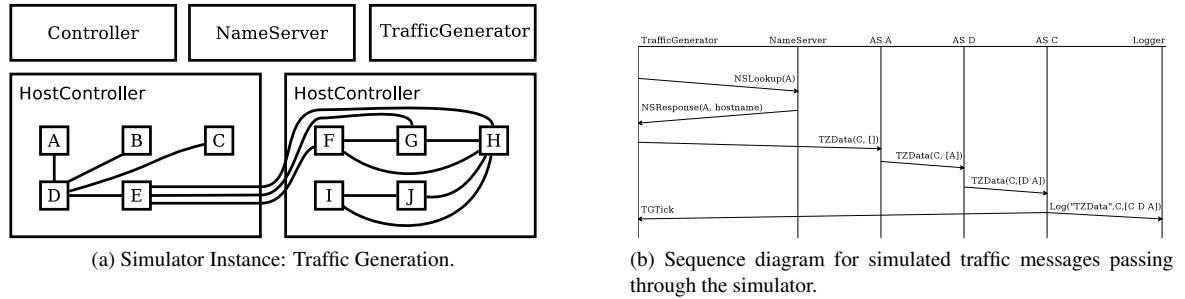 Controller
NameServer
TrafficGenerator
HostController
HostController
A
B
C
F
G
H
D
E
I
J
(a) Simulator Instance: Traffic Generation.
TrafficGenerator
NameServer
AS A
AS D
AS C
Logger
NSLookup(A)
NSResponse(A, hostname)
TZData(C, [])
TZData(C, [A])
TZData(C,[D A])
TGTick
Log("TZData",C,[C D A])
(b) Sequence diagram for simulated traffic messages passing
through the simulator.